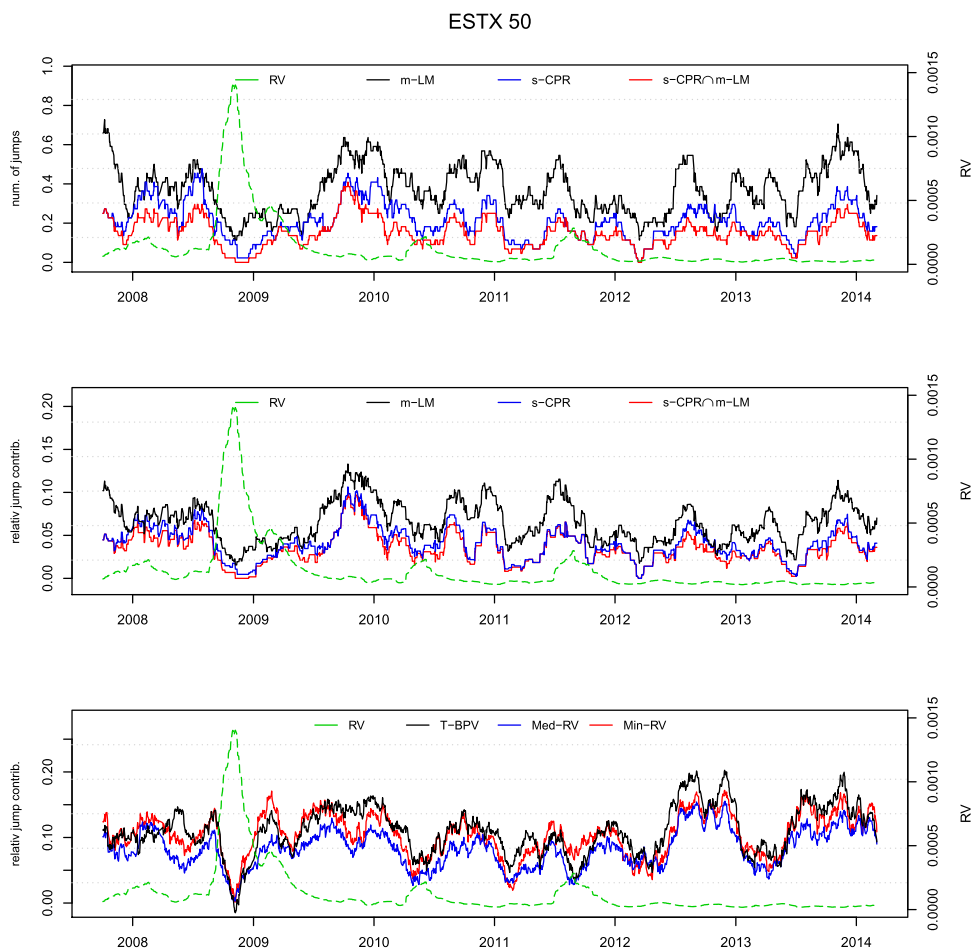 ESTX 50
RV m−LM s−CPR s−CPR∩m−LM
num. of jumps
0.0 0.2 0.4 0.6 0.8 1.0
RV
0.0000 0.0005 0.0010 0.0015
2008 2009 2010 2011 2012 2013 2014
RV m−LM s−CPR s−CPR∩m−LM
relativ jump contrib.
0.00 0.05 0.10 0.15 0.20
RV
0.0000 0.0005 0.0010 0.0015
2008 2009 2010 2011 2012 2013 2014
RV T−BPV Med−RV Min−RV
relativ jump contrib.
0.00 0.10 0.20
RV
0.0000 0.0005 0.0010 0.0015
2008 2009 2010 2011 2012 2013 2014